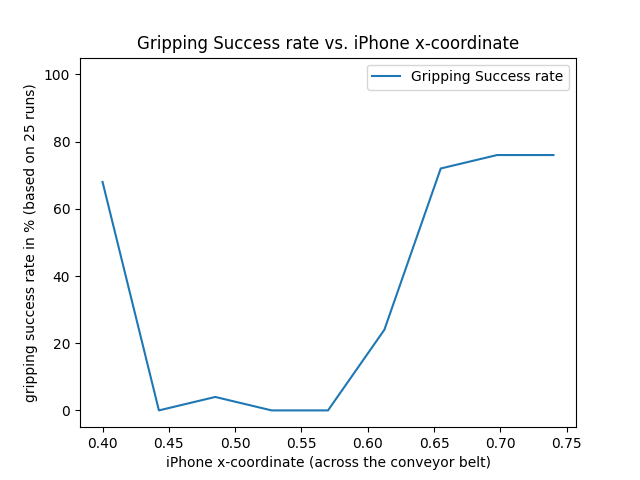 Gripping Success rate vs. iPhone x-coordinate
Gripping Success rate
gripping success rate in % (based on 25 runs)
100
80
60
40
20
0
0.40 0.45 0.50 0.55 0.60 0.65 0.70 0.75
iPhone x-coordinate (across the conveyor belt)